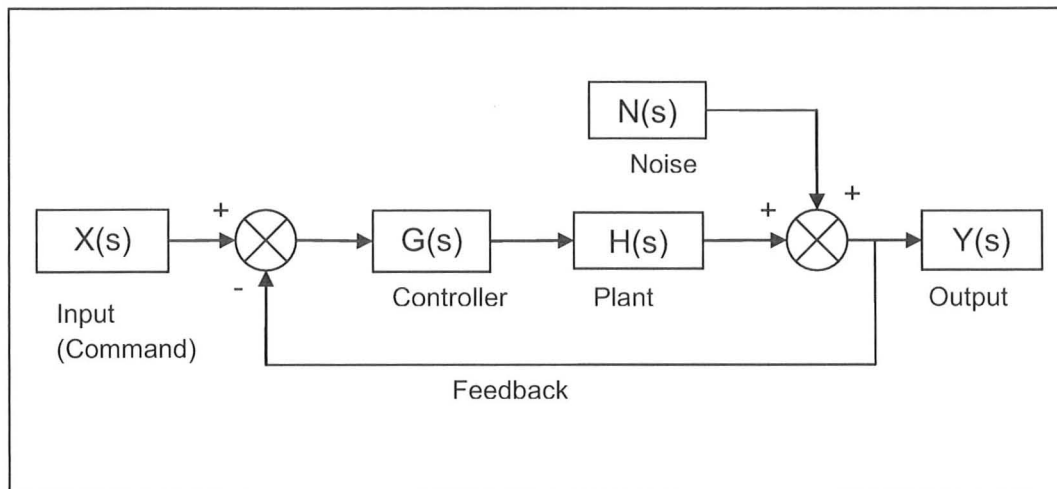 N(s)
Noise
+
+
+
X(s)
G(s)
H(s)
Y(s)
-
Input
(Command)
Controller
Plant
Output
Feedback